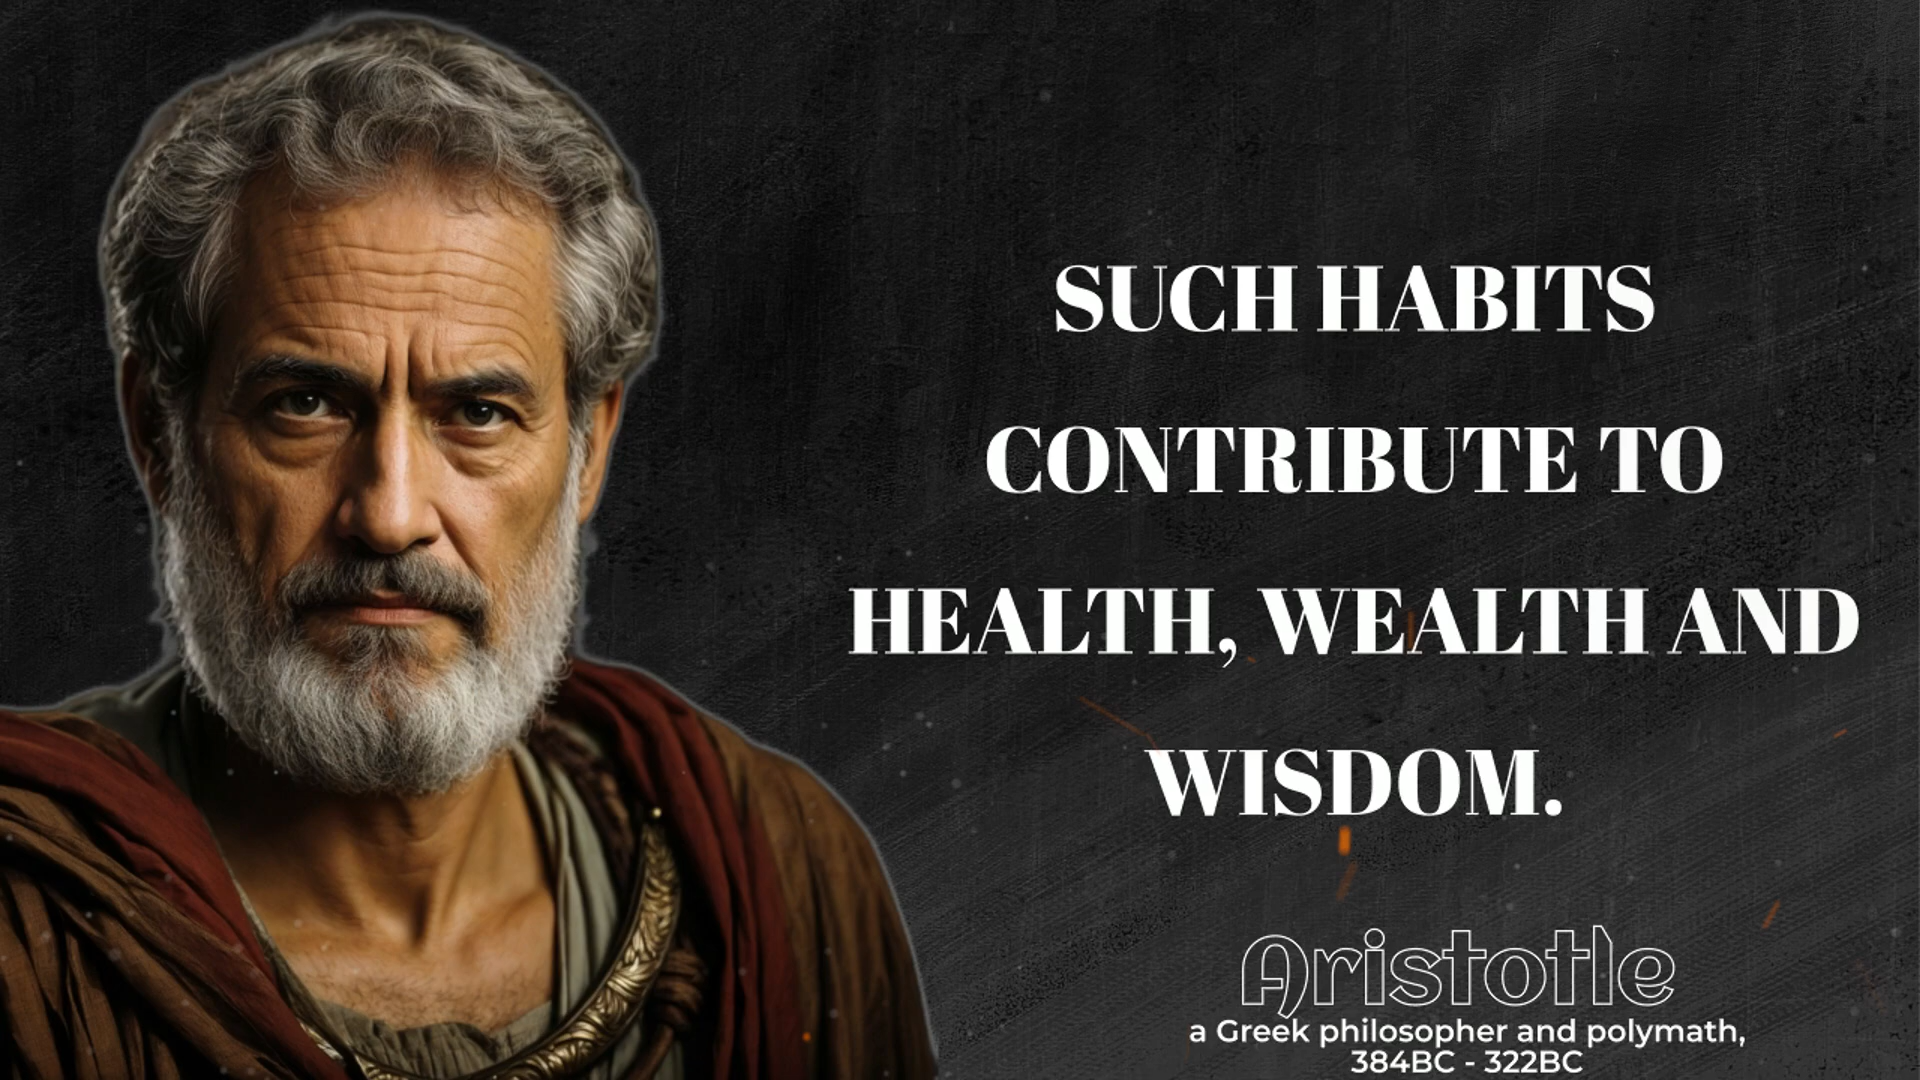 SUCH HABITS
CONTRIBUTE TO
HEALTH, WEALTH AND
WISDOM.
Aristotle
a Greek philosopher and polymath,
384BC - 322BC